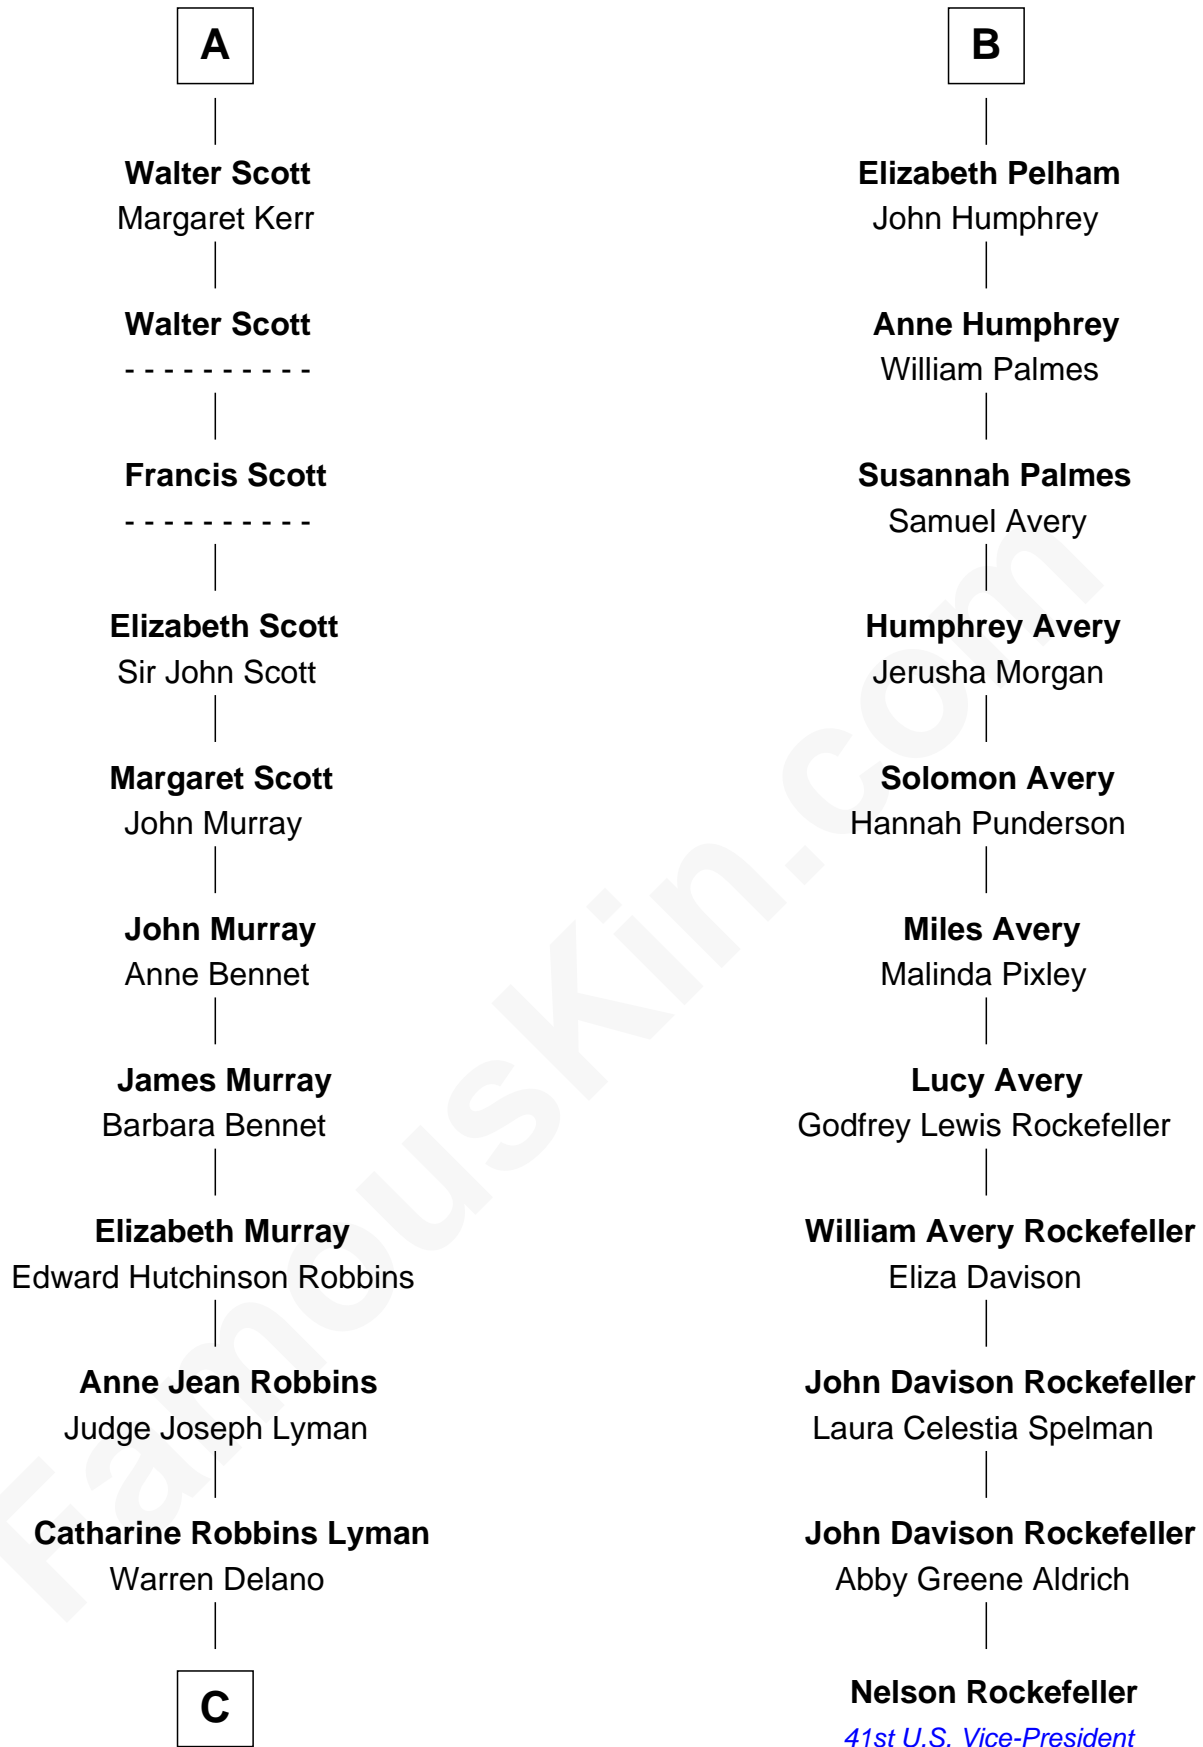 A
Walter Scott
Margaret Kerr
Walter Scott
- - - - - - - - - -
Francis Scott
- - - - - - - - - -
Elizabeth Scott
Sir John Scott
Margaret Scott
John Murray
John Murray
Anne Bennet
James Murray
Barbara Bennet
Elizabeth Murray
Edward Hutchinson Robbins
Anne Jean Robbins
Judge Joseph Lyman
Catharine Robbins Lyman
Warren Delano
C
B
Elizabeth Pelham
John Humphrey
Anne Humphrey
William Palmes
Susannah Palmes
Samuel Avery
Humphrey Avery
Jerusha Morgan
Solomon Avery
Hannah Punderson
Miles Avery
Malinda Pixley
Lucy Avery
Godfrey Lewis Rockefeller
William Avery Rockefeller
Eliza Davison
John Davison Rockefeller
Laura Celestia Spelman
John Davison Rockefeller
Abby Greene Aldrich
Nelson Rockefeller
41st U.S. Vice-President
FamousKin.com